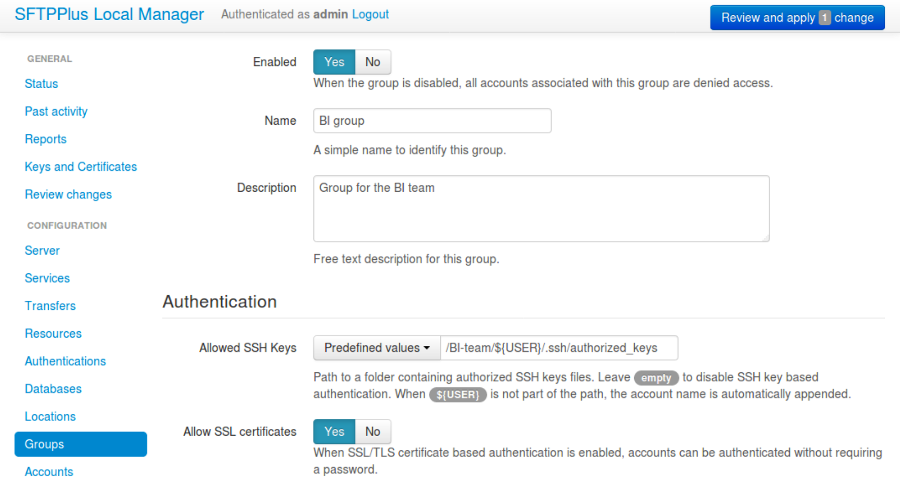 SFTPPlus Local Manager Authenticated as admin Logout Review and apply 1 change
GENERAL
Status
Past activity
Reports
Keys and Certificates
Review changes
CONFIGURATION
Server
Services
Transfers
Resources
Authentications
Databases
Locations
Groups
Accounts
Enabled Yes No
When the group is disabled, all accounts associated with this group are denied access.
Name BI group
A simple name to identify this group.
Description Group for the BI team
Free text description for this group.
Authentication
Allowed SSH Keys Predefined values /BI-team/${USER}/.ssh/authorized_keys
Path to a folder containing authorized SSH keys files. Leave empty to disable SSH key based
authentication. When ${USER} is not part of the path, the account name is automatically appended.
Allow SSL certificates Yes No
When SSL/TLS certificate based authentication is enabled, accounts can be authenticated without requiring
a password.